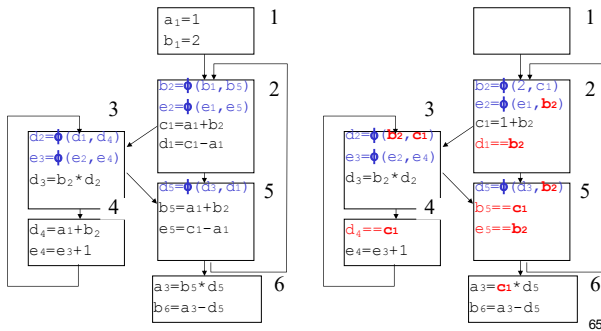 1
a₁=1
b₁=2
2
b₂=ϕ(b₁,b₅)
e₂=ϕ(e₁,e₅)
c₁=a₁+b₂
d₁=c₁-a₁
3
d₂=ϕ(d₁,d₄)
e₃=ϕ(e₂,e₄)
d₃=b₂*d₂
4
d₄=a₁+b₂
e₄=e₃+1
5
d₅=ϕ(d₃,d₁)
b₅=a₁+b₂
e₅=c₁-a₁
6
a₃=b₅*d₅
b₆=a₃-d₅
1
2
b₂=ϕ(2,c₁)
e₂=ϕ(e₁,b₂)
c₁=1+b₂
d₁==b₂
3
d₂=ϕ(b₂,c₁)
e₃=ϕ(e₂,e₄)
d₃=b₂*d₂
4
d₄==c₁
e₄=e₃+1
5
d₅=ϕ(d₃,b₂)
b₅==c₁
e₅==b₂
6
a₃=c₁*d₅
b₆=a₃-d₅
65